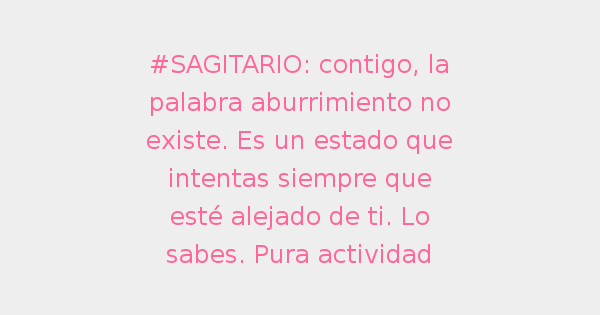 #SAGITARIO: contigo, la
palabra aburrimiento no
existe. Es un estado que
intentas siempre que
esté alejado de ti. Lo
sabes. Pura actividad